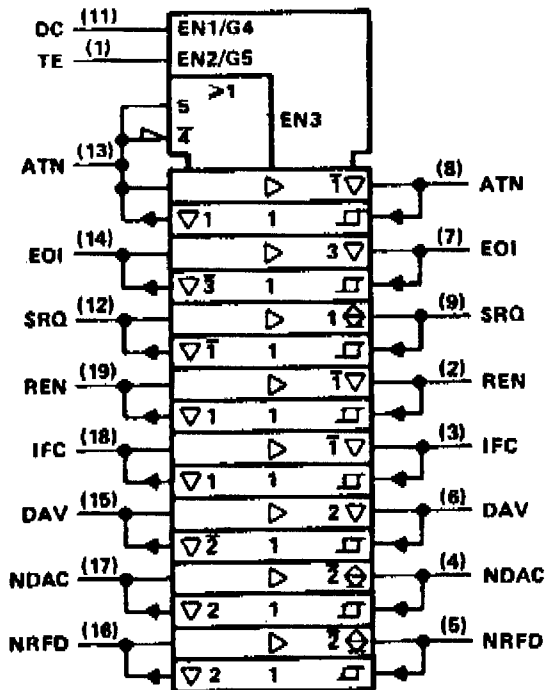 DC (11) EN1/G4
TE (1) EN2/G5
≥1
5 EN3
4̅
ATN (13)
▷ 1̅▽ (8) ATN
▽1 1
EOI (14) ▷ 3▽ (7) EOI
▽3̅ 1
SRQ (12) ▷ 1 (9) SRQ
▽1̅ 1
REN (19) ▷ 1̅▽ (2) REN
▽1 1
IFC (18) ▷ 1̅▽ (3) IFC
▽1 1
DAV (15) ▷ 2▽ (6) DAV
▽2̅ 1
NDAC (17) ▷ 2̅ (4) NDAC
▽2 1
NRFD (16) ▷ 2̅ (5) NRFD
▽2 1